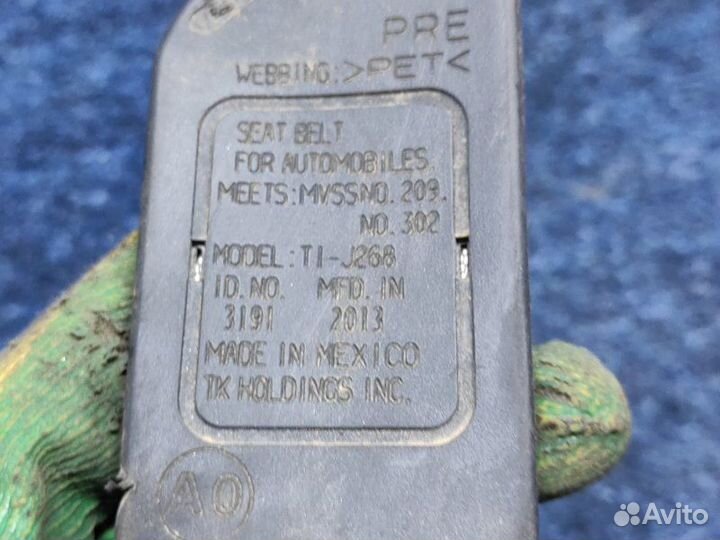 PRE
WEBBING: >PET<
SEAT BELT
FOR AUTOMOBILES.
MEETS: MVSS NO. 209.
NO. 302
MODEL: TI-J268
ID. NO. MFD. IN
3191 2013
MADE IN MEXICO
TK HOLDINGS INC.
A0
Avito